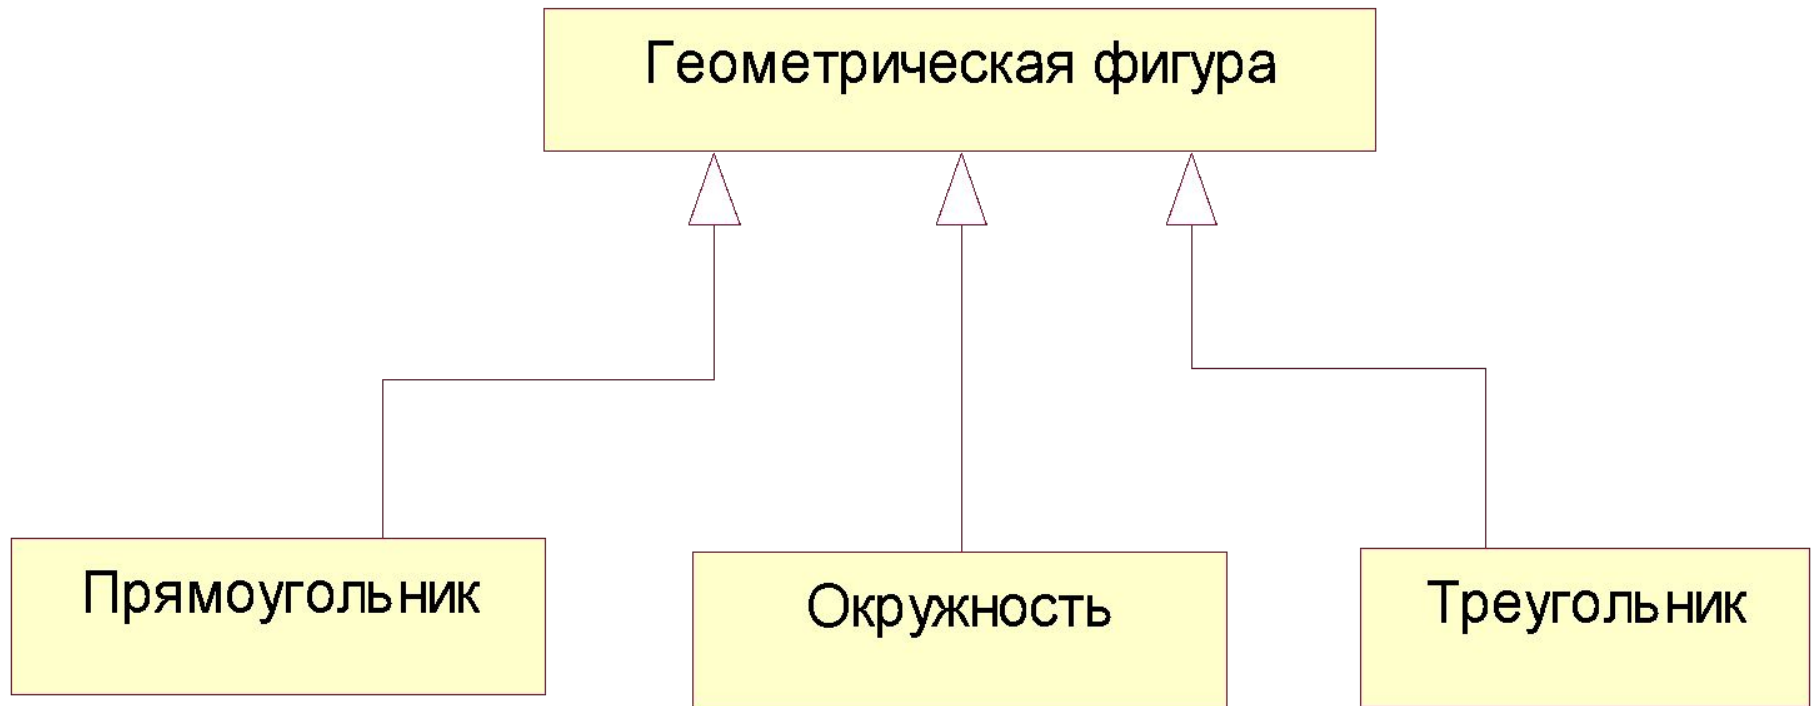 Геометрическая фигура
Прямоугольник
Окружность
Треугольник